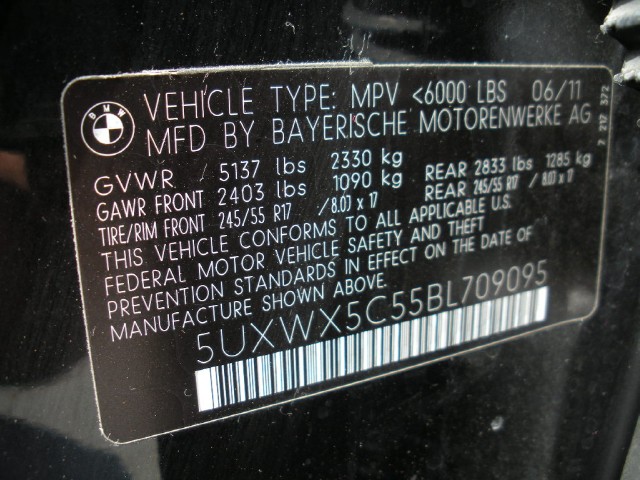 BMW
VEHICLE TYPE: MPV <6000 LBS 06/11
MFD BY BAYERISCHE MOTORENWERKE AG
7 217 372
GVWR 5137 lbs 2330 kg
GAWR FRONT 2403 lbs 1090 kg REAR 2833 lbs 1285 kg
TIRE/RIM FRONT 245/55 R17 /8.0J x 17 REAR 245/55 R17 /8.0J x 17
THIS VEHICLE CONFORMS TO ALL APPLICABLE U.S.
FEDERAL MOTOR VEHICLE SAFETY AND THEFT
PREVENTION STANDARDS IN EFFECT ON THE DATE OF
MANUFACTURE SHOWN ABOVE.
5UXWX5C55BL709095